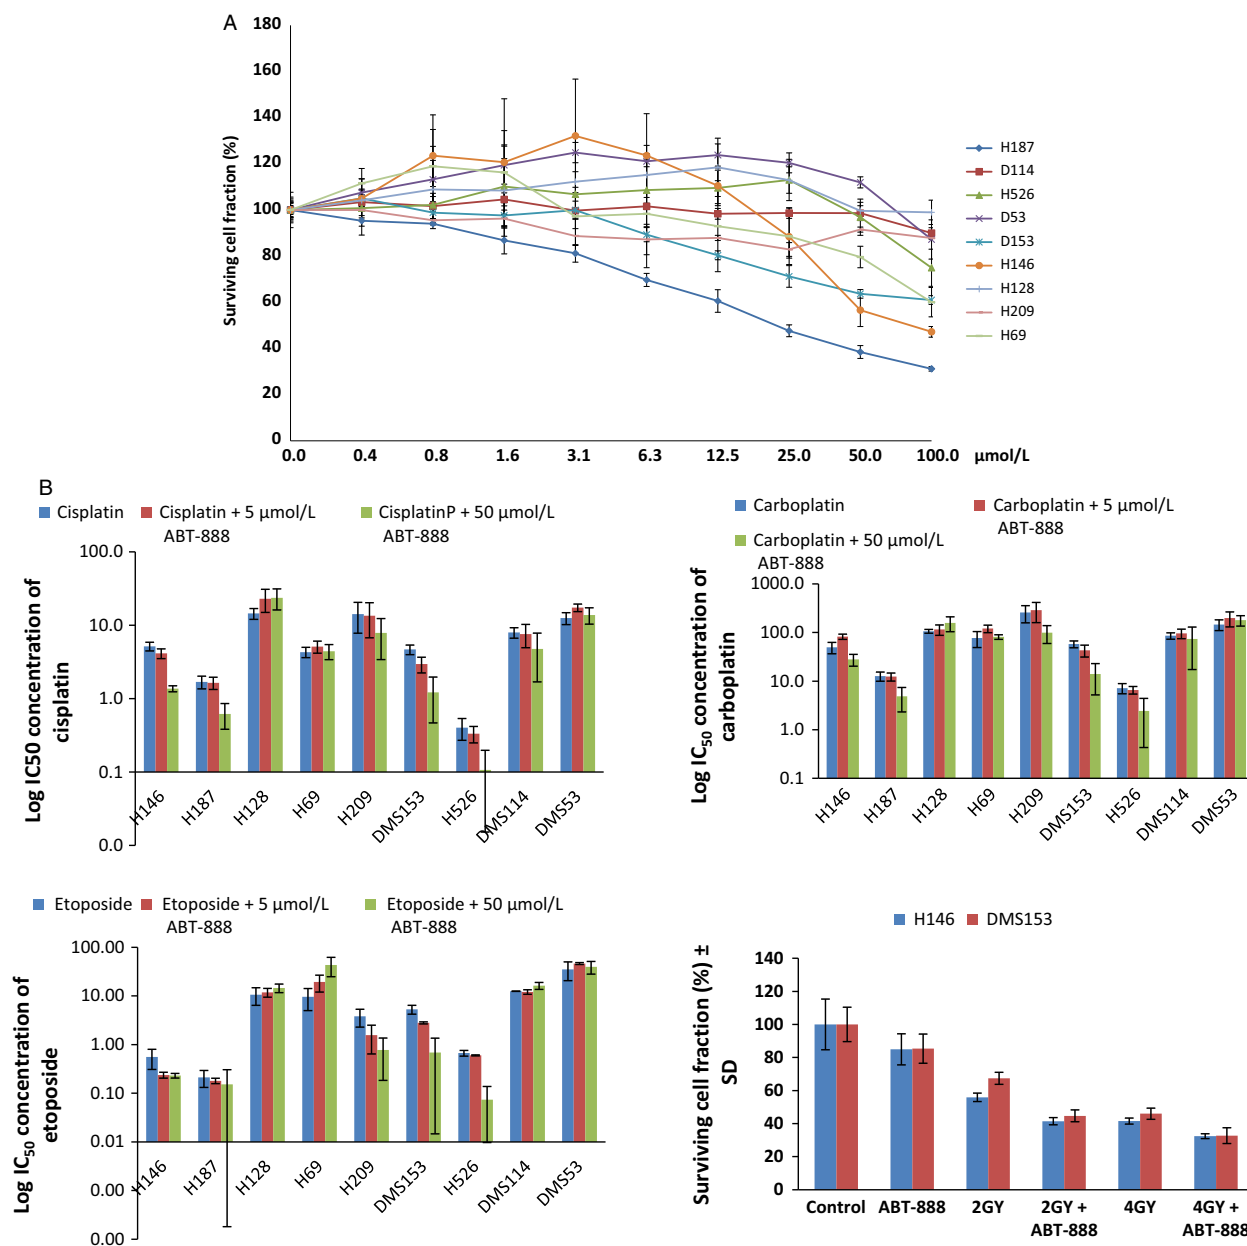 A
180
160
140
120
100
80
60
40
20
0
Surviving cell fraction (%)
0.0 0.4 0.8 1.6 3.1 6.3 12.5 25.0 50.0 100.0 µmol/L
H187
D114
H526
D53
D153
H146
H128
H209
H69
B
Cisplatin Cisplatin + 5 µmol/L CisplatinP + 50 µmol/L
ABT-888 ABT-888
100.0
10.0
1.0
0.1
0.0
Log IC50 concentration of
cisplatin
H146 H187 H128 H69 H209 DMS153 H526 DMS114 DMS53
Carboplatin Carboplatin + 5 µmol/L
ABT-888
Carboplatin + 50 µmol/L
ABT-888
1000.0
100.0
10.0
1.0
0.1
Log IC50 concentration of
carboplatin
H146 H187 H128 H69 H209 DMS153 H526 DMS114 DMS53
Etoposide Etoposide + 5 µmol/L Etoposide + 50 µmol/L
ABT-888 ABT-888
100.00
10.00
1.00
0.10
0.01
0.00
0.00
Log IC50 concentration of
etoposide
H146 H187 H128 H69 H209 DMS153 H526 DMS114 DMS53
H146 DMS153
140
120
100
80
60
40
20
0
Surviving cell fraction (%) ±
SD
Control ABT-888 2GY 2GY + 4GY 4GY +
ABT-888 ABT-888